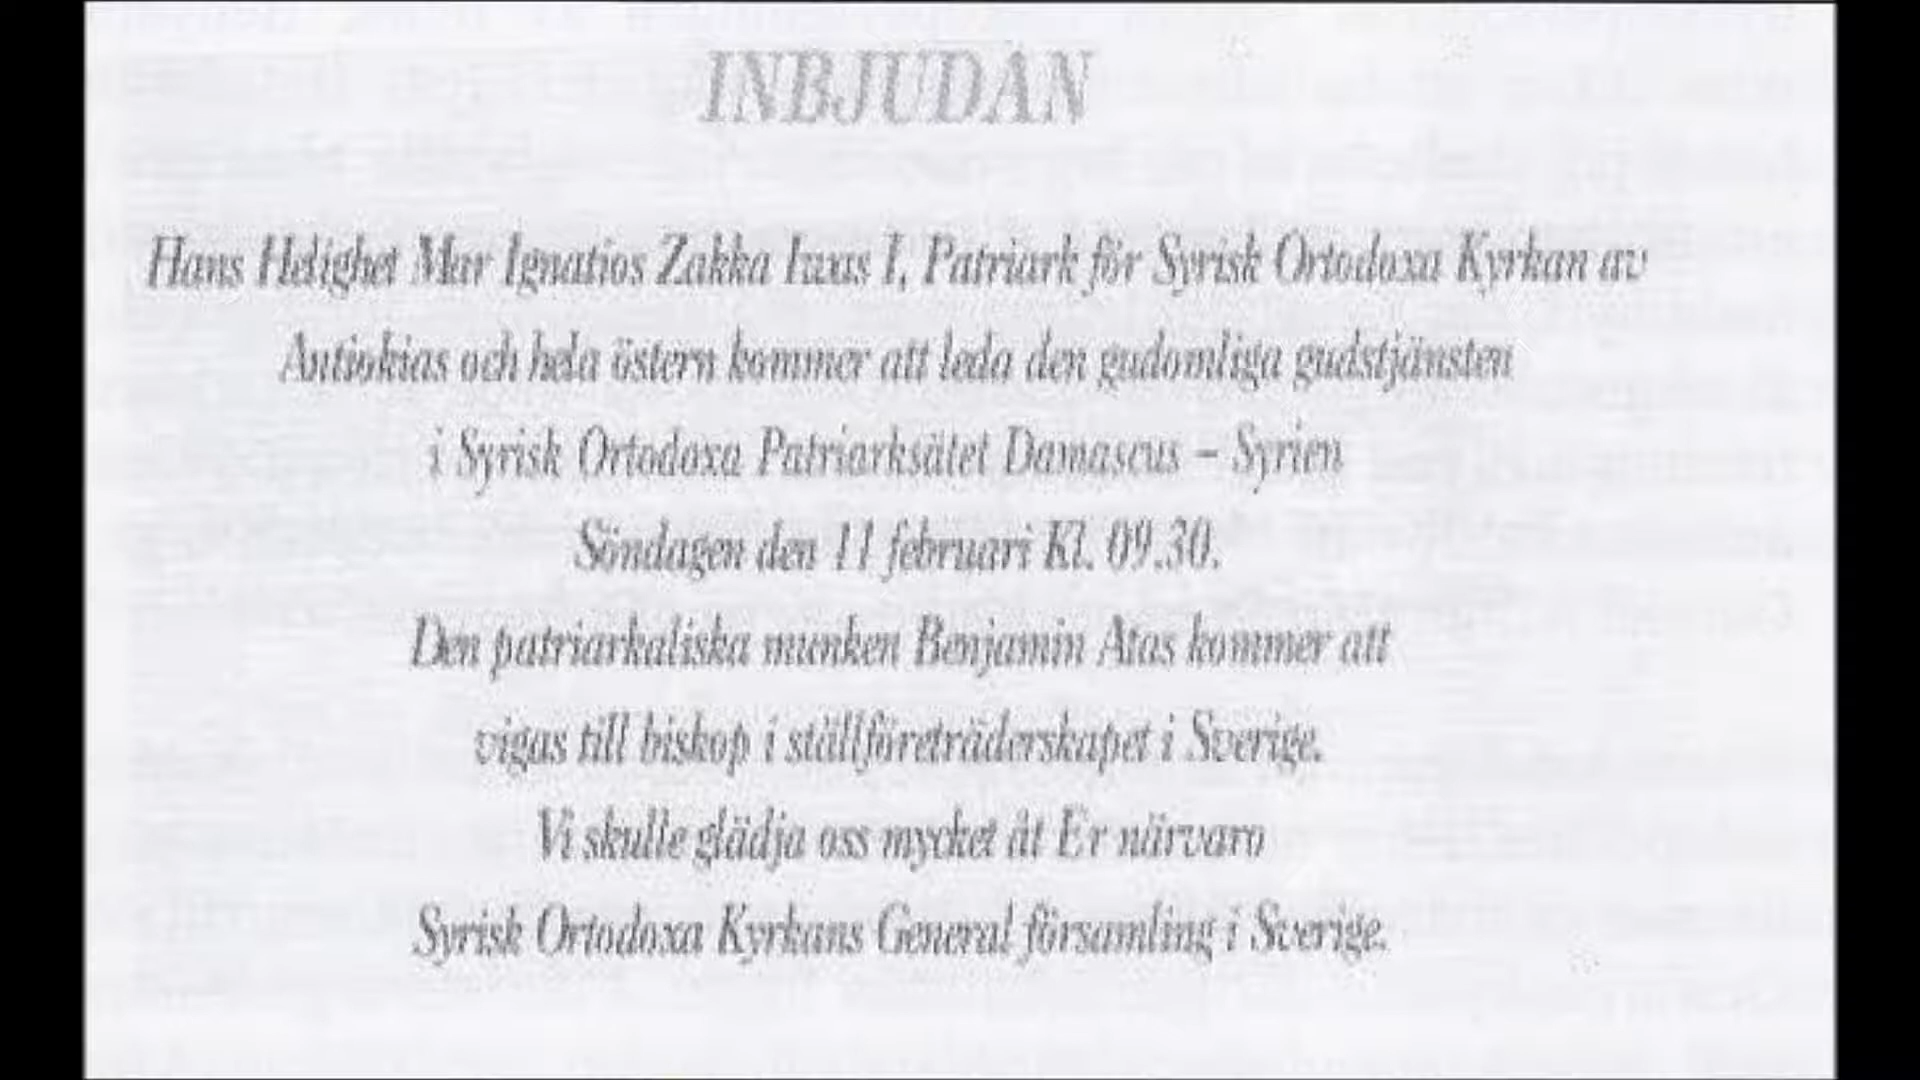 INBJUDAN
Hans Helighet Mar Ignatios Zakka Iwas I, Patriark för Syrisk Ortodoxa Kyrkan av
Antiokias och hela östern kommer att leda den gudomliga gudstjänsten
i Syrisk Ortodoxa Patriarksätet Damascus – Syrien
Söndagen den 11 februari Kl. 09.30.
Den patriarkaliska munken Benjamin Atas kommer att
vigas till biskop i ställföreträderskapet i Sverige.
Vi skulle glädja oss mycket åt Er närvaro
Syrisk Ortodoxa Kyrkans General församling i Sverige.